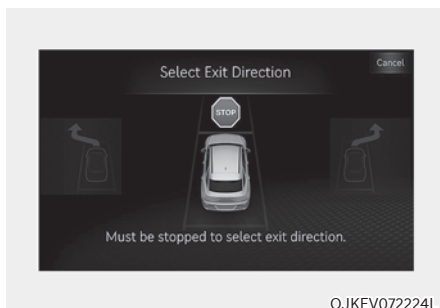 Select Exit Direction
Cancel
STOP
Must be stopped to select exit direction.
OJKEV072224L